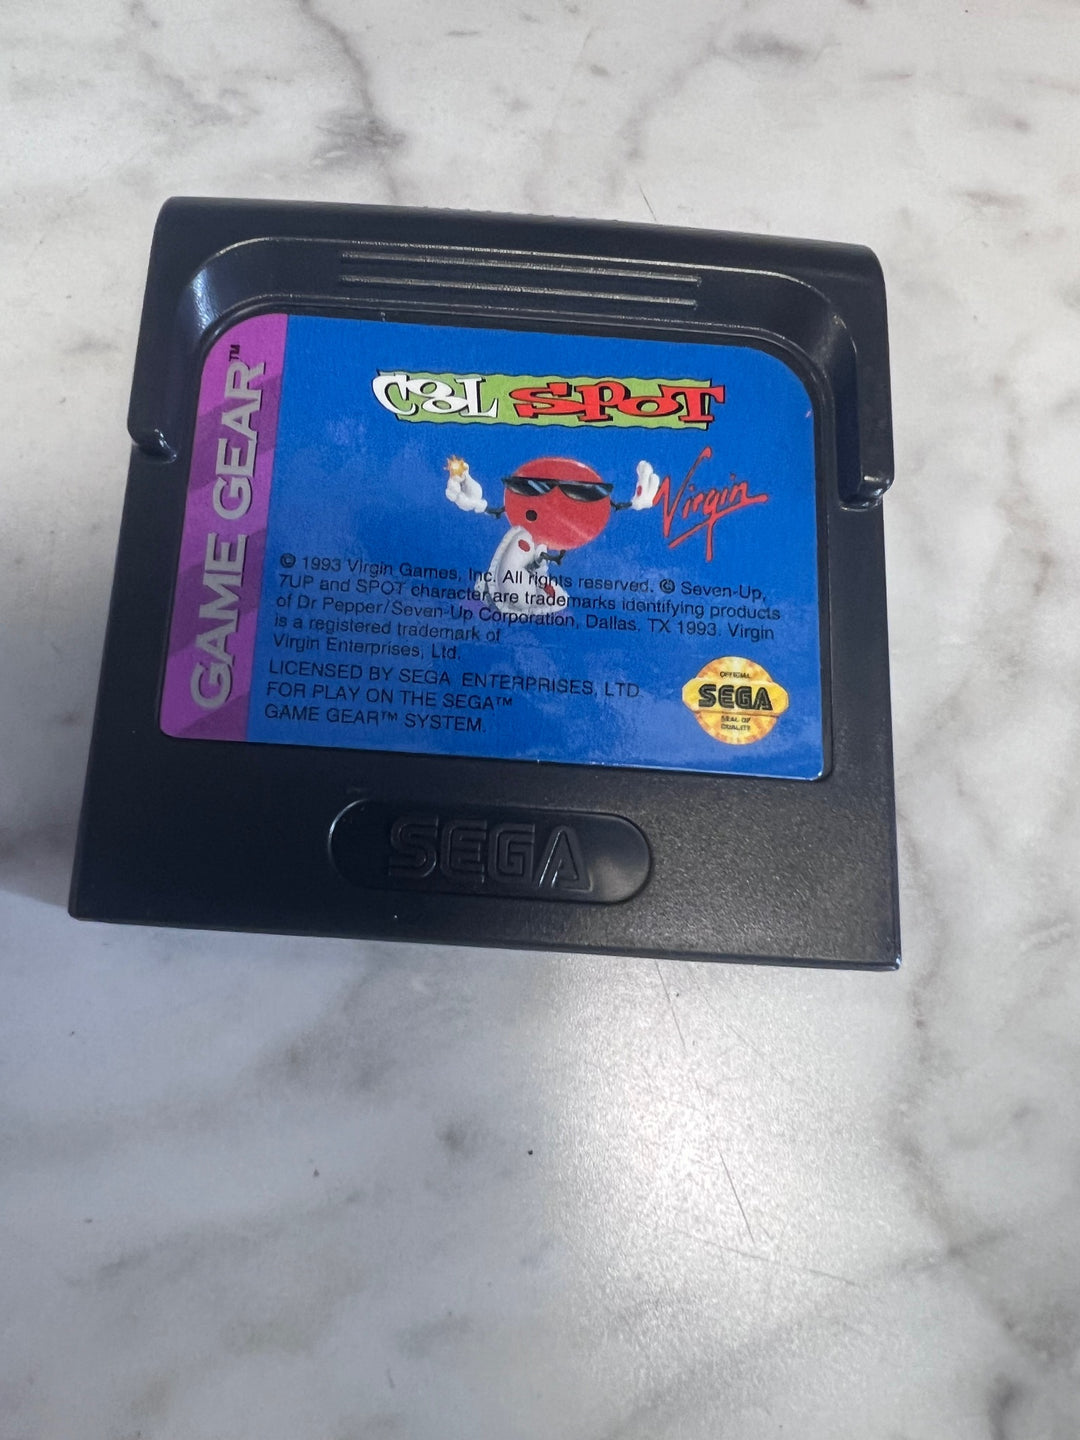 GAME GEAR™
COOL SPOT
Virgin
© 1993 Virgin Games, Inc. All rights reserved. © Seven-Up,
7UP and SPOT character are trademarks identifying products
of Dr Pepper/Seven-Up Corporation, Dallas, TX 1993. Virgin
is a registered trademark of
Virgin Enterprises, Ltd.
LICENSED BY SEGA ENTERPRISES, LTD.
FOR PLAY ON THE SEGA™
GAME GEAR™ SYSTEM.
OFFICIAL
SEGA
SEAL OF
QUALITY
SEGA